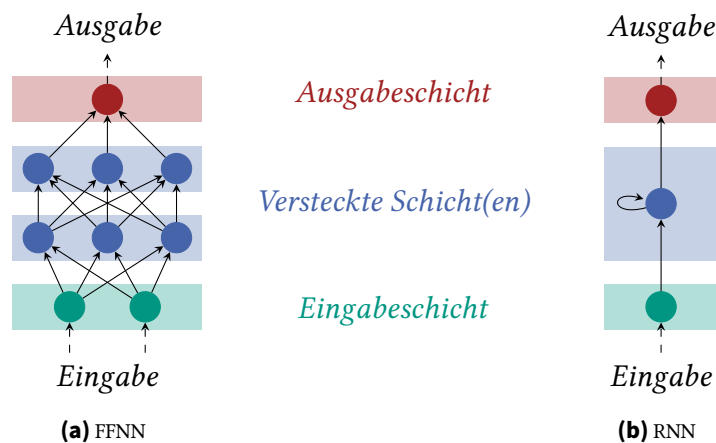 Ausgabe
Ausgabe
Ausgabeschicht
Versteckte Schicht(en)
Eingabeschicht
Eingabe
Eingabe
(a) FFNN
(b) RNN